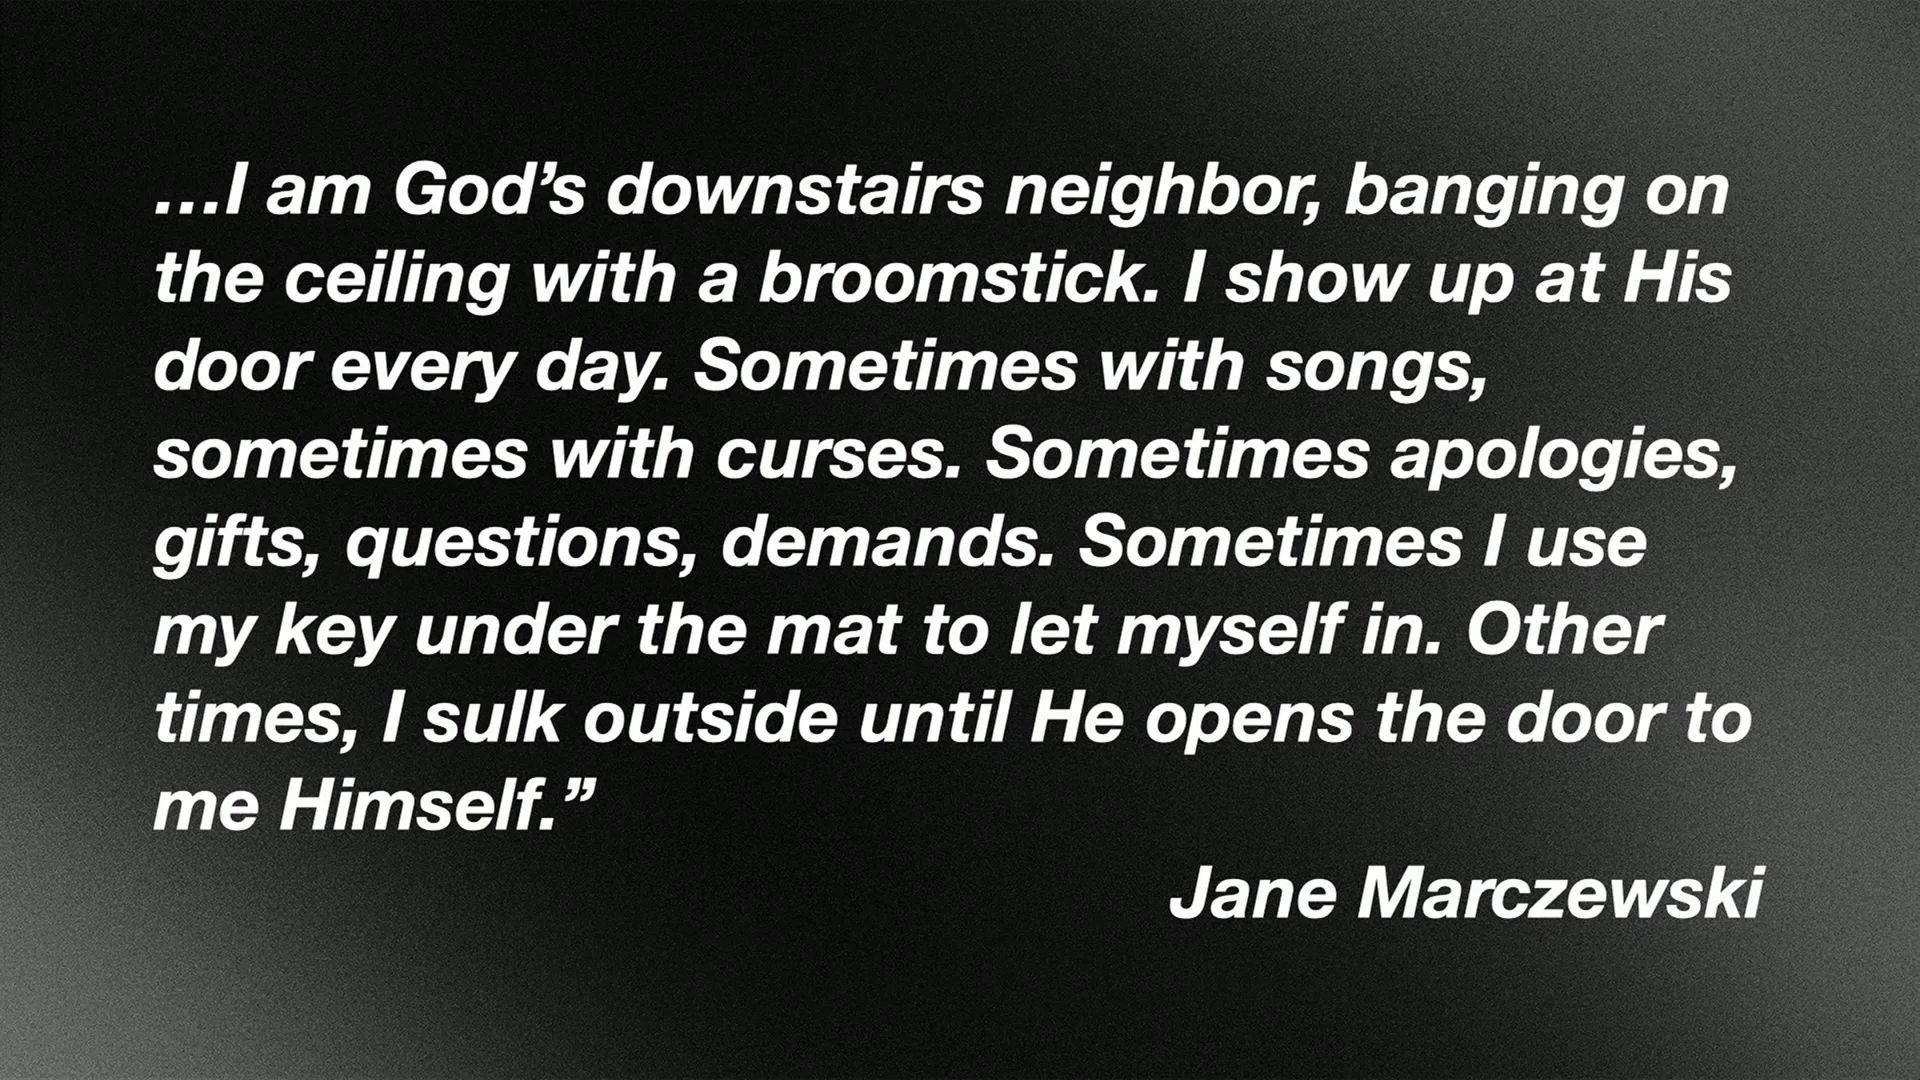 …I am God’s downstairs neighbor, banging on
the ceiling with a broomstick. I show up at His
door every day. Sometimes with songs,
sometimes with curses. Sometimes apologies,
gifts, questions, demands. Sometimes I use
my key under the mat to let myself in. Other
times, I sulk outside until He opens the door to
me Himself.”
Jane Marczewski